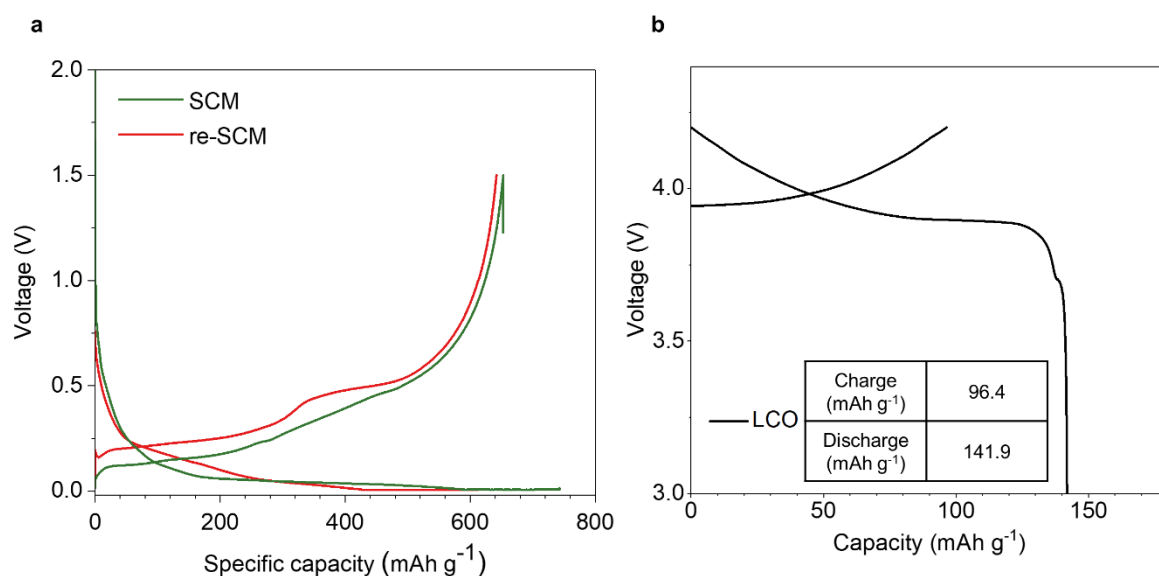 a
2.0
1.5
1.0
0.5
0.0
Voltage (V)
SCM
re-SCM
0
200
400
600
800
Specific capacity (mAh g⁻¹)
b
4.0
3.5
3.0
Voltage (V)
LCO
Charge
(mAh g⁻¹)
96.4
Discharge
(mAh g⁻¹)
141.9
0
50
100
150
Capacity (mAh g⁻¹)